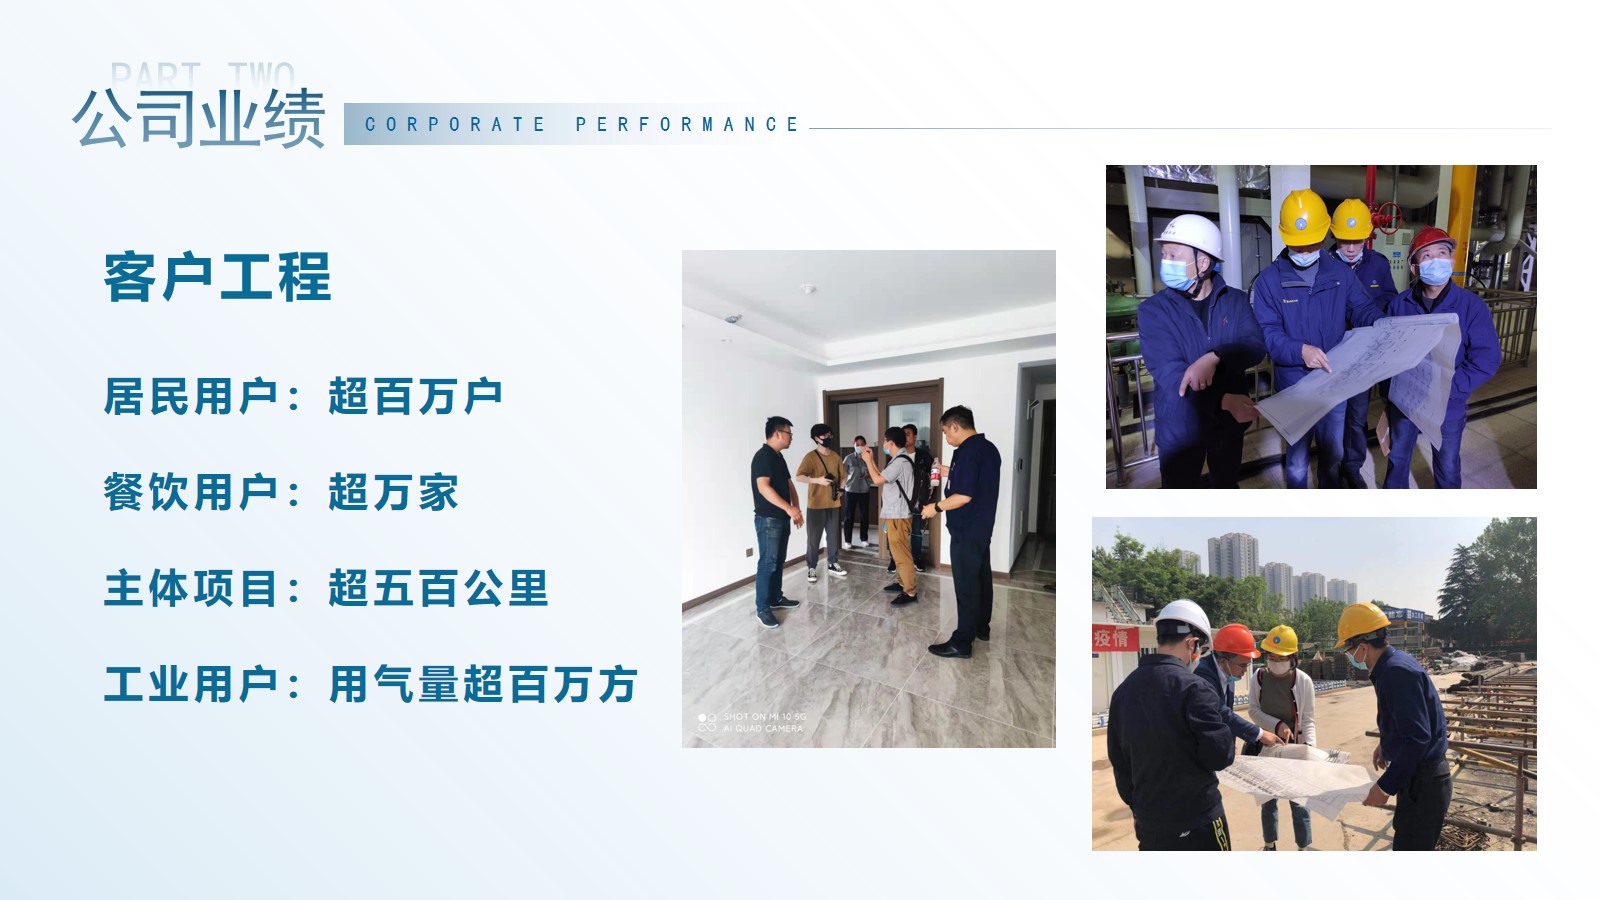 PART TWO
公司业绩
CORPORATE PERFORMANCE
客户工程
居民用户：超百万户
餐饮用户：超万家
主体项目：超五百公里
工业用户：用气量超百万方
SHOT ON MI 10 5G
AI QUAD CAMERA
疫情